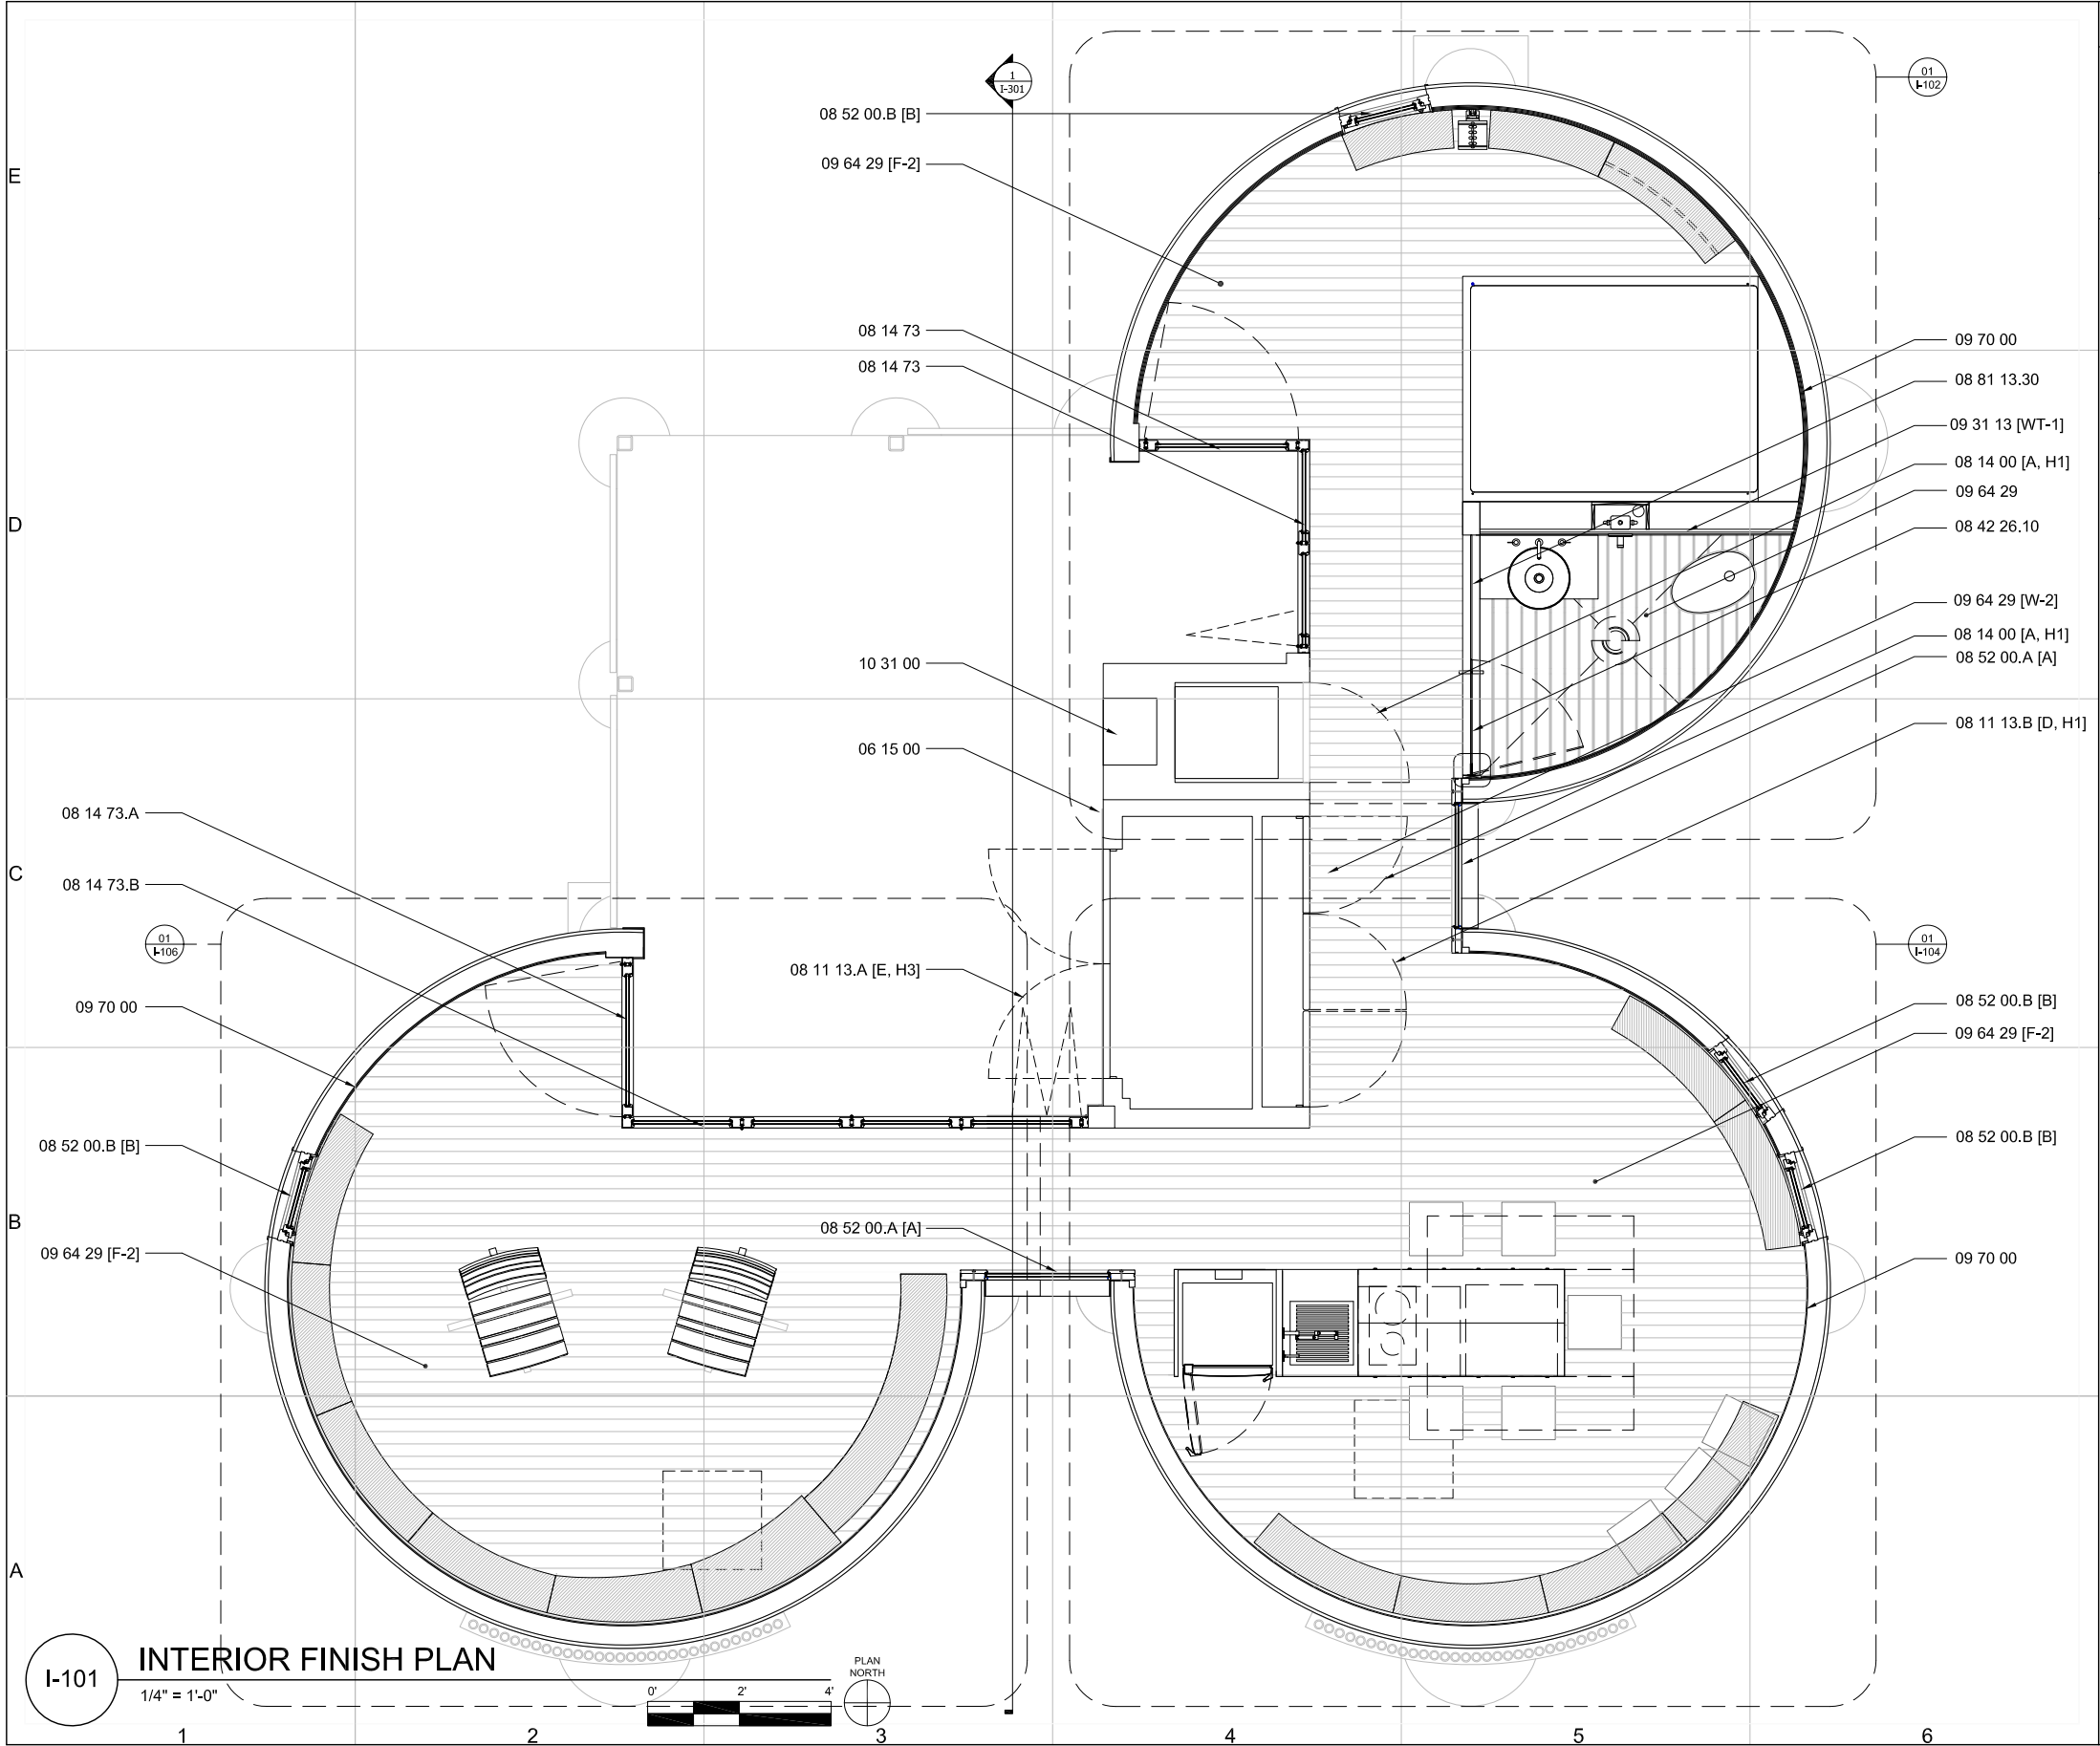 1
I-301
01
I-102
08 52 00.B [B]
09 64 29 [F-2]
E
08 14 73
08 14 73
09 70 00
08 81 13.30
09 31 13 [WT-1]
08 14 00 [A, H1]
09 64 29
08 42 26.10
D
09 64 29 [W-2]
08 14 00 [A, H1]
08 52 00.A [A]
10 31 00
08 11 13.B [D, H1]
06 15 00
08 14 73.A
C
08 14 73.B
01
I-106
01
I-104
08 11 13.A [E, H3]
09 70 00
08 52 00.B [B]
09 64 29 [F-2]
08 52 00.B [B]
08 52 00.B [B]
B
08 52 00.A [A]
09 64 29 [F-2]
09 70 00
A
I-101
INTERIOR FINISH PLAN
1/4" = 1'-0"
0'
2'
4'
PLAN
NORTH
1
2
3
4
5
6